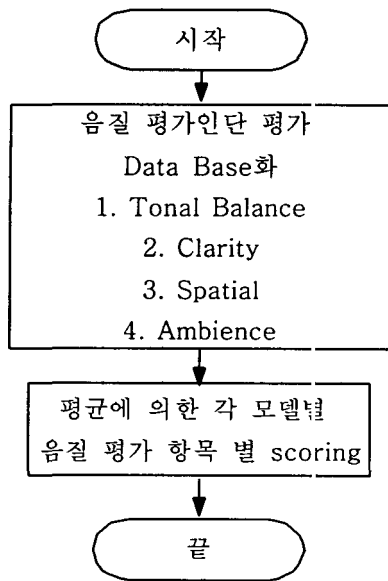 시작
음질 평가인단 평가
Data Base화
1. Tonal Balance
2. Clarity
3. Spatial
4. Ambience
평균에 의한 각 모델별
음질 평가 항목 별 scoring
끝